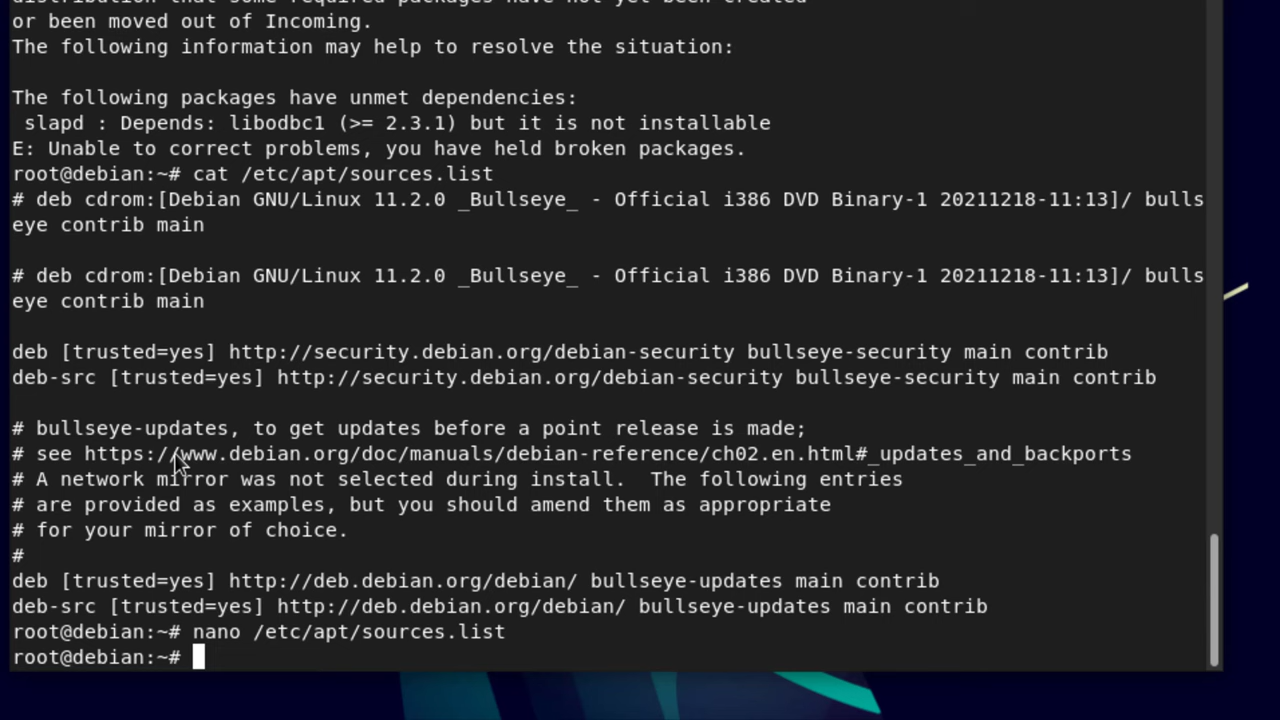 distribution that some required packages have not yet been created
or been moved out of Incoming.
The following information may help to resolve the situation:
The following packages have unmet dependencies:
 slapd : Depends: libodbc1 (>= 2.3.1) but it is not installable
E: Unable to correct problems, you have held broken packages.
root@debian:~# cat /etc/apt/sources.list
# deb cdrom:[Debian GNU/Linux 11.2.0 _Bullseye_ - Official i386 DVD Binary-1 20211218-11:13]/ bulls
eye contrib main
# deb cdrom:[Debian GNU/Linux 11.2.0 _Bullseye_ - Official i386 DVD Binary-1 20211218-11:13]/ bulls
eye contrib main
deb [trusted=yes] http://security.debian.org/debian-security bullseye-security main contrib
deb-src [trusted=yes] http://security.debian.org/debian-security bullseye-security main contrib
# bullseye-updates, to get updates before a point release is made;
# see https://www.debian.org/doc/manuals/debian-reference/ch02.en.html#_updates_and_backports
# A network mirror was not selected during install.  The following entries
# are provided as examples, but you should amend them as appropriate
# for your mirror of choice.
#
deb [trusted=yes] http://deb.debian.org/debian/ bullseye-updates main contrib
deb-src [trusted=yes] http://deb.debian.org/debian/ bullseye-updates main contrib
root@debian:~# nano /etc/apt/sources.list
root@debian:~#